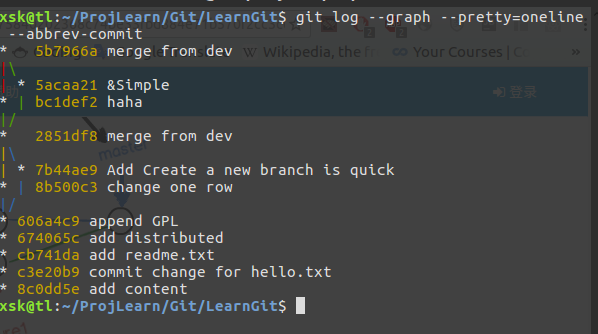 xsk@tl:~/ProjLearn/Git/LearnGit$ git log --graph --pretty=oneline
--abbrev-commit
*   5b7966a merge from dev
|\
| * 5acaa21 &Simple
* | bc1def2 haha
|/
*   2851df8 merge from dev
|\
| * 7b44ae9 Add Create a new branch is quick
* | 8b500c3 change one row
|/
* 606a4c9 append GPL
* 674065c add distributed
* cb741da add readme.txt
* c3e20b9 commit change for hello.txt
* 8c0dd5e add content
xsk@tl:~/ProjLearn/Git/LearnGit$
Wikipedia, the f
Your Courses | Co
»
登录
master